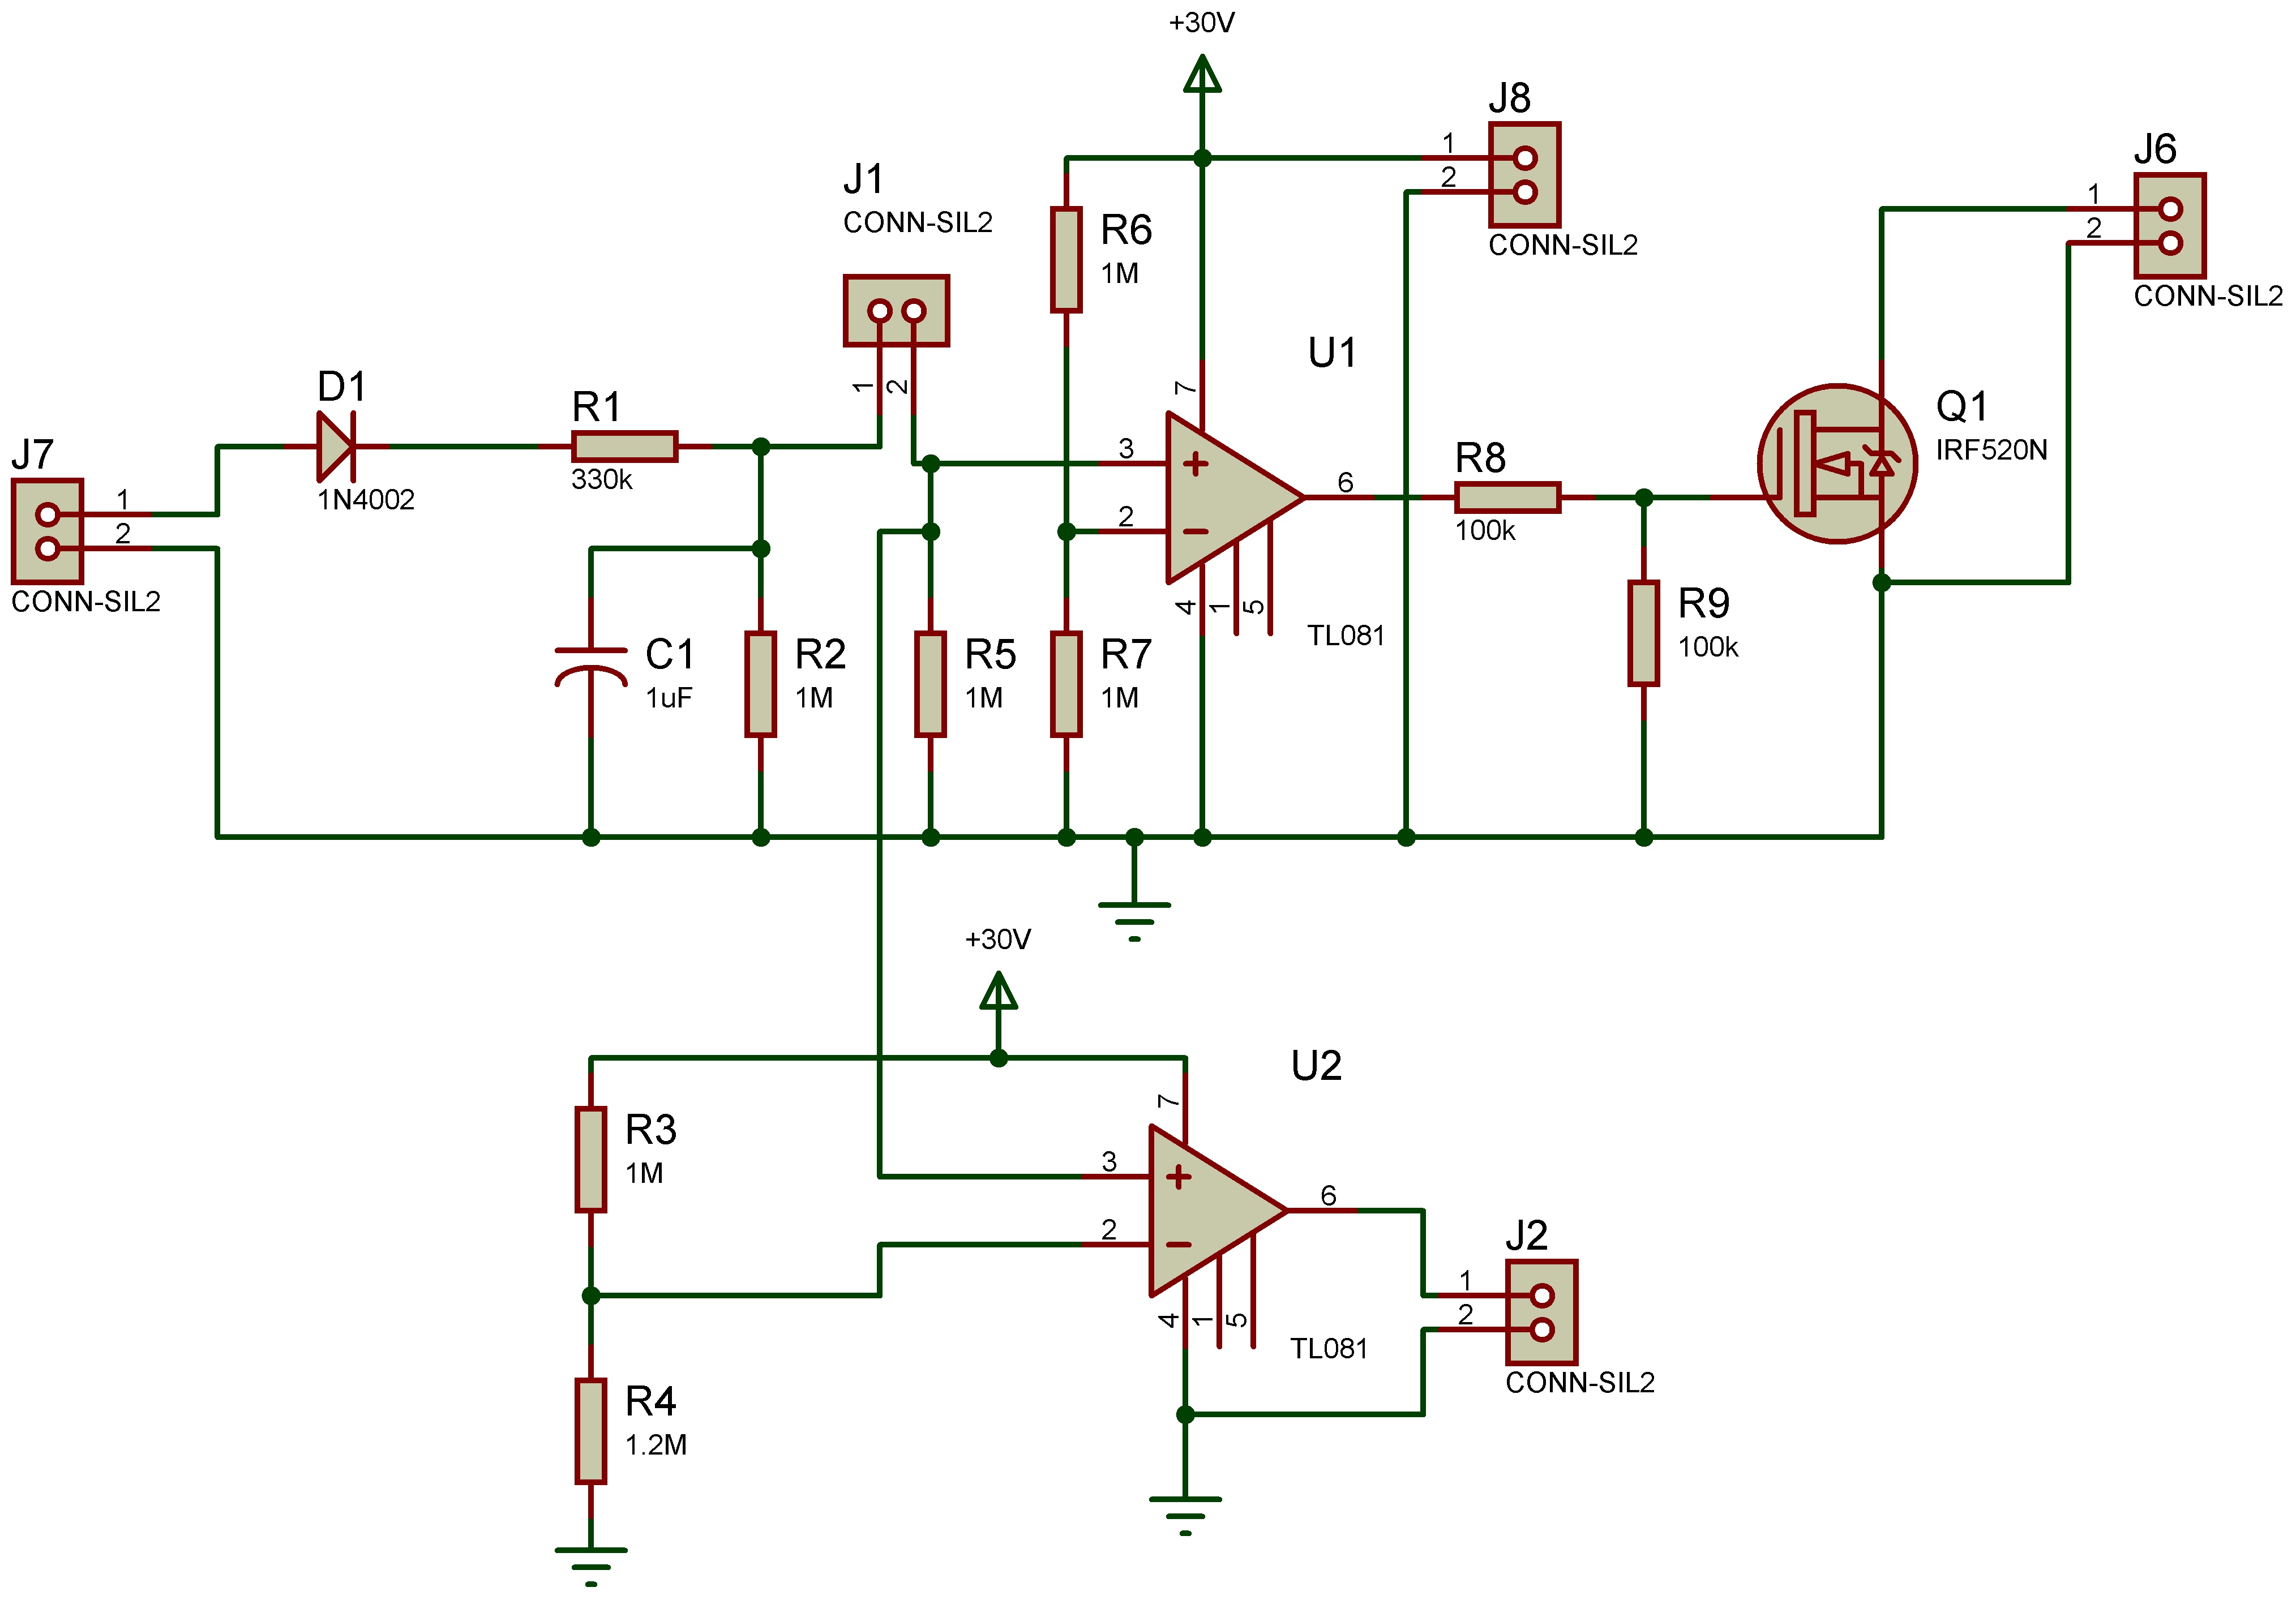 +30V
J8
1
2
CONN-SIL2
J6
1
2
CONN-SIL2
J1
CONN-SIL2
1
2
R6
1M
U1
7
3
2
6
4
1
5
TL081
D1
1N4002
R1
330k
J7
1
2
CONN-SIL2
R8
100k
Q1
IRF520N
R9
100k
C1
1uF
R2
1M
R5
1M
R7
1M
+30V
U2
7
3
2
6
4
1
5
TL081
R3
1M
R4
1.2M
J2
1
2
CONN-SIL2